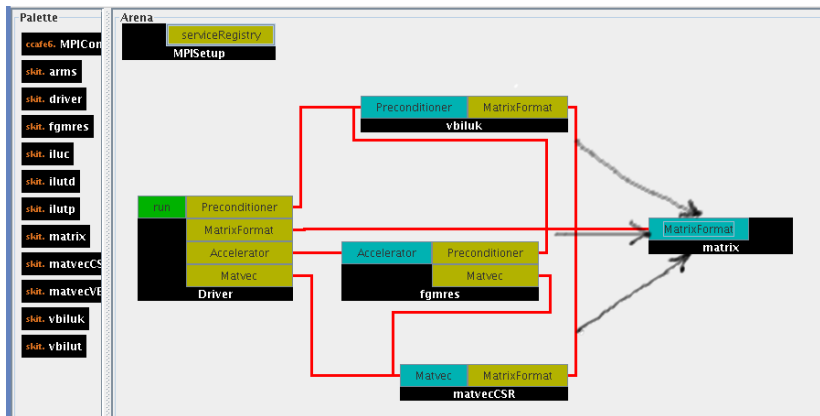 Palette
ccafe6. MPICon
skit. arms
skit. driver
skit. fgmres
skit. iluc
skit. ilutd
skit. ilutp
skit. matrix
skit. matvecCS
skit. matvecVB
skit. vbiluk
skit. vbilut
Arena
serviceRegistry
MPISetup
Preconditioner MatrixFormat
vbiluk
run Preconditioner
MatrixFormat
Accelerator
Matvec
Driver
Accelerator Preconditioner
Matvec
fgmres
MatrixFormat
matrix
Matvec MatrixFormat
matvecCSR